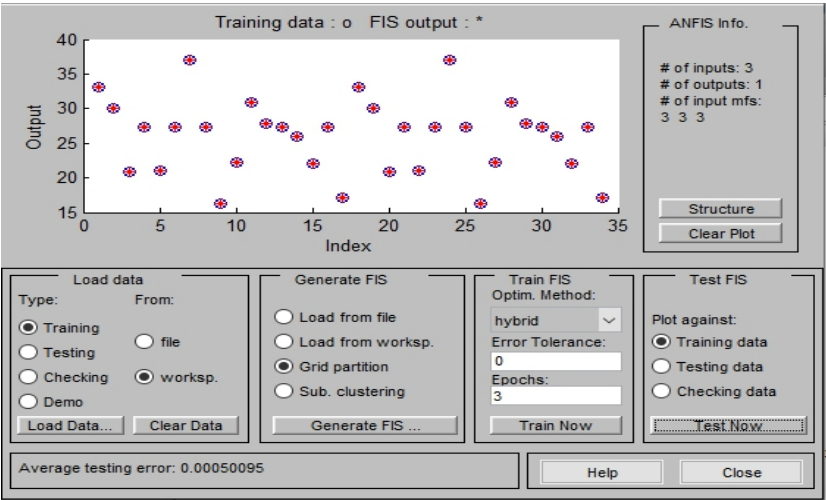 Training data : o   FIS output : *
40
35
30
25
20
15
Output
0 5 10 15 20 25 30 35
Index
ANFIS Info.
# of inputs: 3
# of outputs: 1
# of input mfs:
3 3 3
Structure
Clear Plot
Load data
Type: From:
Training
Testing
Checking
Demo
file
worksp.
Load Data... Clear Data
Generate FIS
Load from file
Load from worksp.
Grid partition
Sub. clustering
Generate FIS ...
Train FIS
Optim. Method:
hybrid
Error Tolerance:
0
Epochs:
3
Train Now
Test FIS
Plot against:
Training data
Testing data
Checking data
Test Now
Average testing error: 0.00050095
Help Close